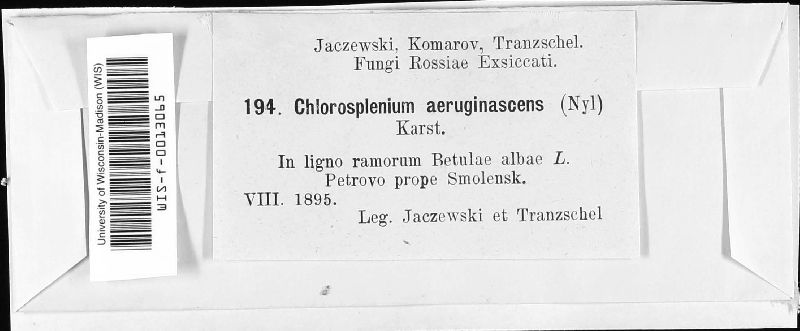 Jaczewski, Komarov, Tranzschel.
Fungi Rossiae Exsiccati.
194. Chlorosplenium aeruginascens (Nyl)
Karst.
In ligno ramorum Betulae albae L.
Petrovo prope Smolensk.
VIII. 1895.
Leg. Jaczewski et Tranzschel
University of Wisconsin-Madison (WIS)
WIS-f-0031065